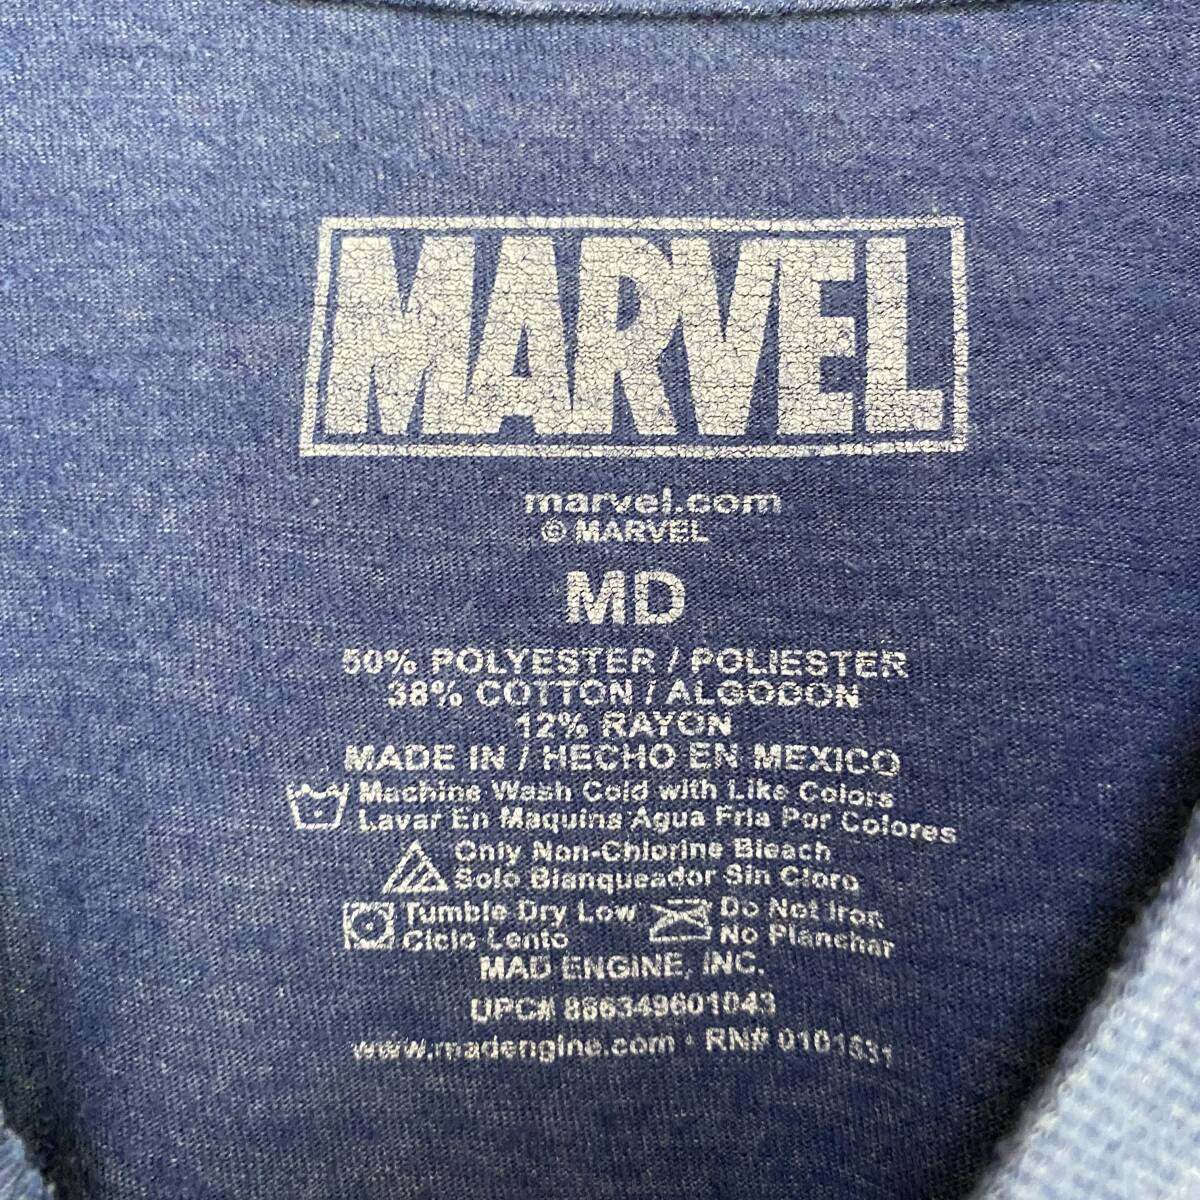 MARVEL
marvel.com
© MARVEL
MD
50% POLYESTER / POLIESTER
38% COTTON / ALGODON
12% RAYON
MADE IN / HECHO EN MEXICO
Machine Wash Cold with Like Colors
Lavar En Maquina Agua Fria Por Colores
Only Non-Chlorine Bleach
Solo Blanqueador Sin Cloro
Tumble Dry Low
Ciclo Lento
Do Not Iron
No Planchar
MAD ENGINE, INC.
UPC# 886349601043
www.madengine.com • RN# 0101831